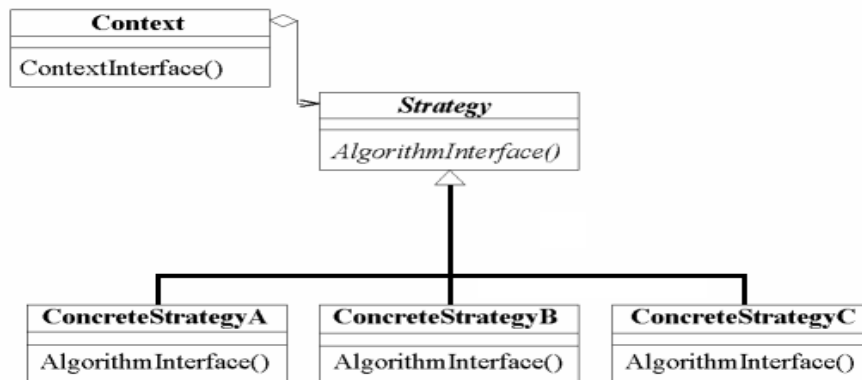 Context
ContextInterface()
Strategy
AlgorithmInterface()
ConcreteStrategyA
AlgorithmInterface()
ConcreteStrategyB
AlgorithmInterface()
ConcreteStrategyC
AlgorithmInterface()